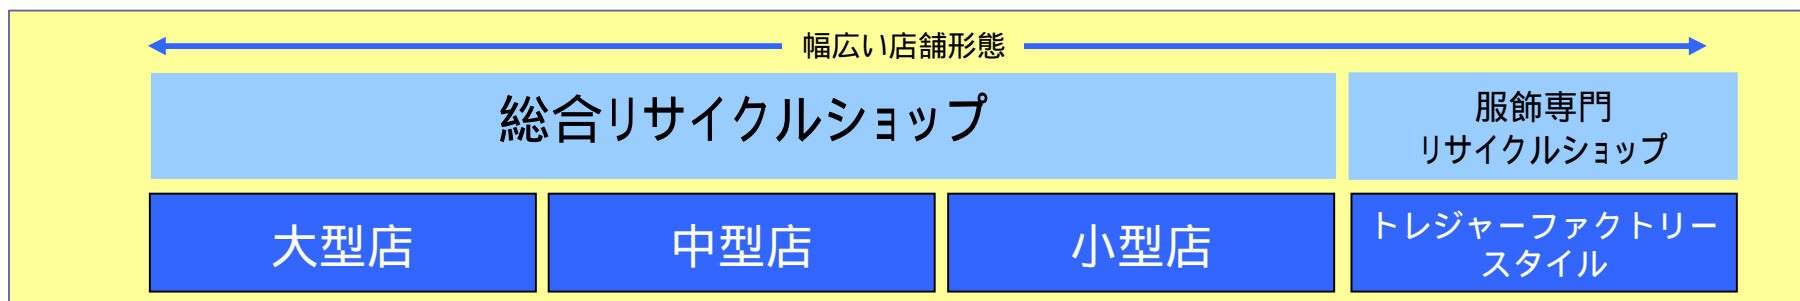 幅広い店舗形態
総合リサイクルショップ
服飾専門
リサイクルショップ
大型店
中型店
小型店
トレジャーファクトリー
スタイル